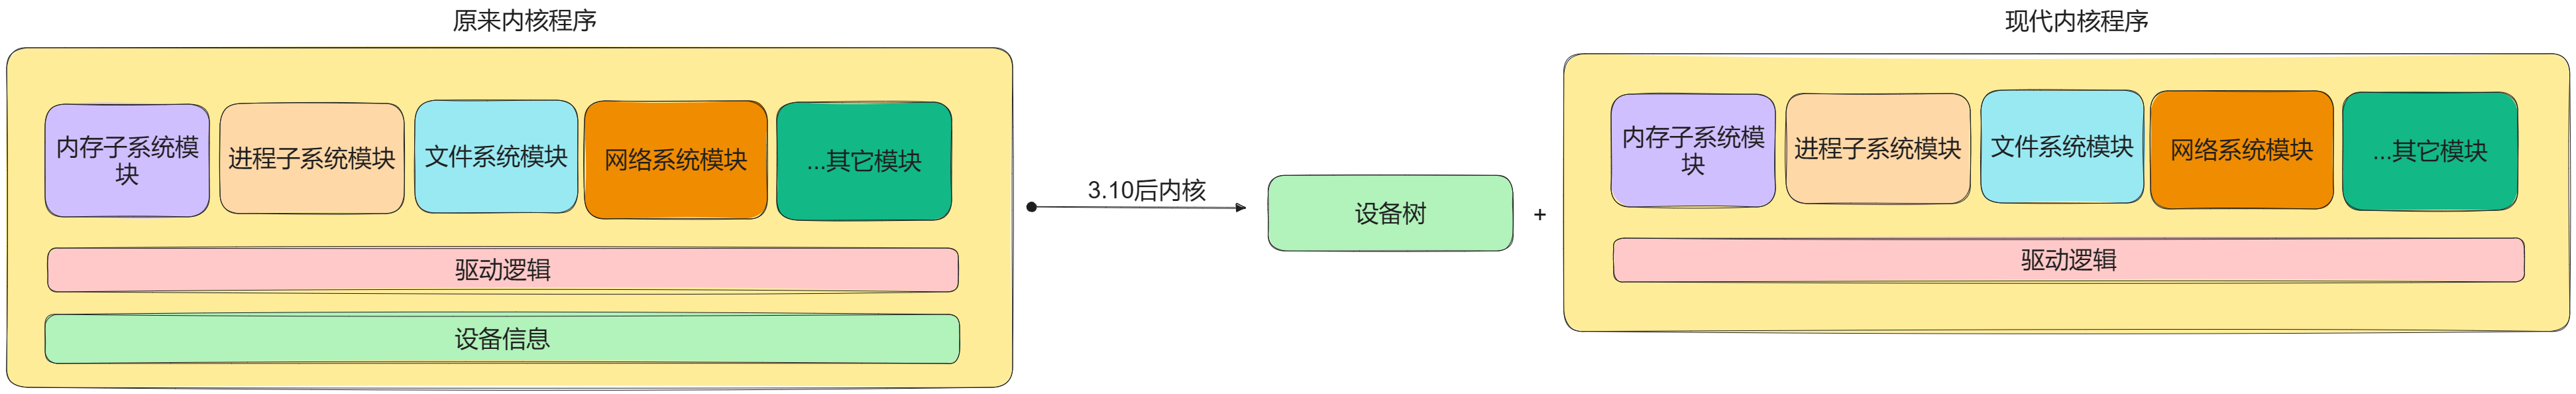 原来内核程序
内存子系统模
块
进程子系统模块
文件系统模块
网络系统模块
...其它模块
驱动逻辑
设备信息
3.10后内核
设备树
+
现代内核程序
内存子系统模
块
进程子系统模块
文件系统模块
网络系统模块
...其它模块
驱动逻辑